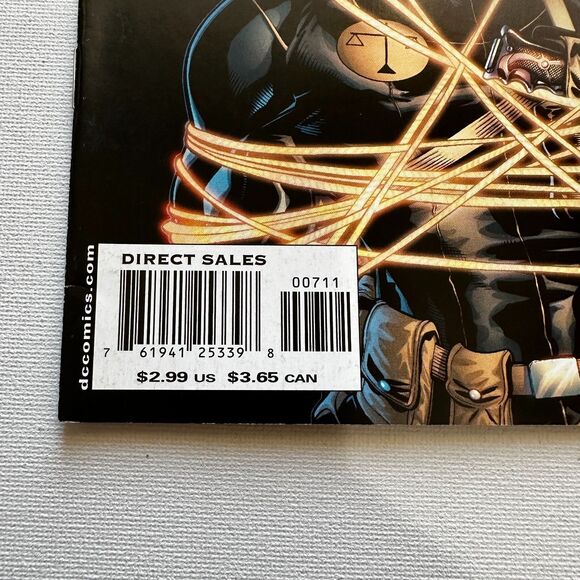 DIRECT SALES
00711
7 61941 25339 8
$2.99 US $3.65 CAN
dccomics.com